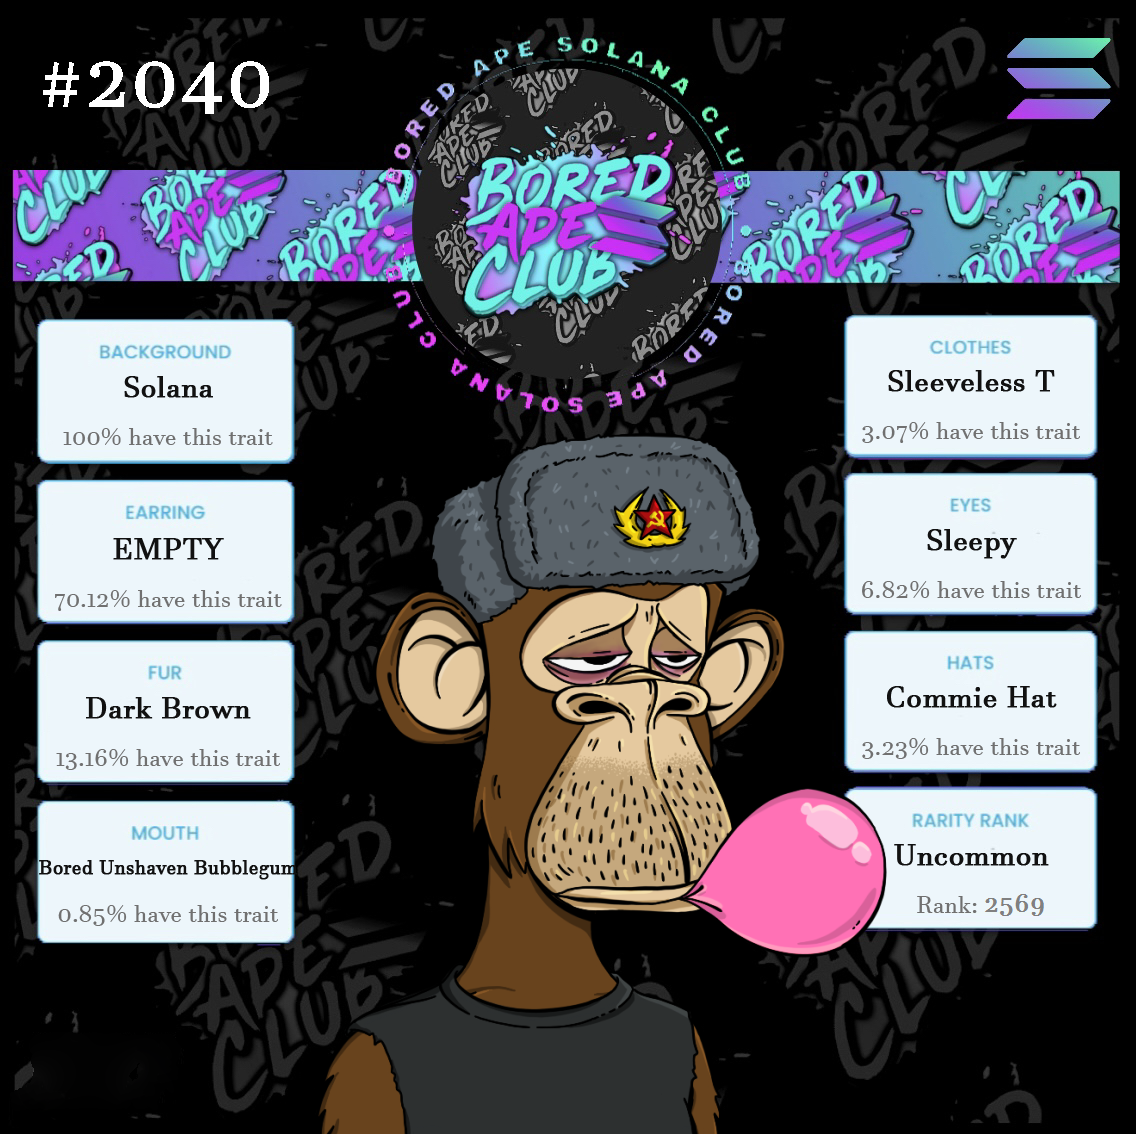 #2040
BORED APE SOLANA CLUB
BORED APE SOLANA CLUB
BORED
APE
CLUB
BACKGROUND
Solana
100% have this trait
EARRING
EMPTY
70.12% have this trait
FUR
Dark Brown
13.16% have this trait
MOUTH
Bored Unshaven Bubblegum
0.85% have this trait
CLOTHES
Sleeveless T
3.07% have this trait
EYES
Sleepy
6.82% have this trait
HATS
Commie Hat
3.23% have this trait
RARITY RANK
Uncommon
Rank: 2569